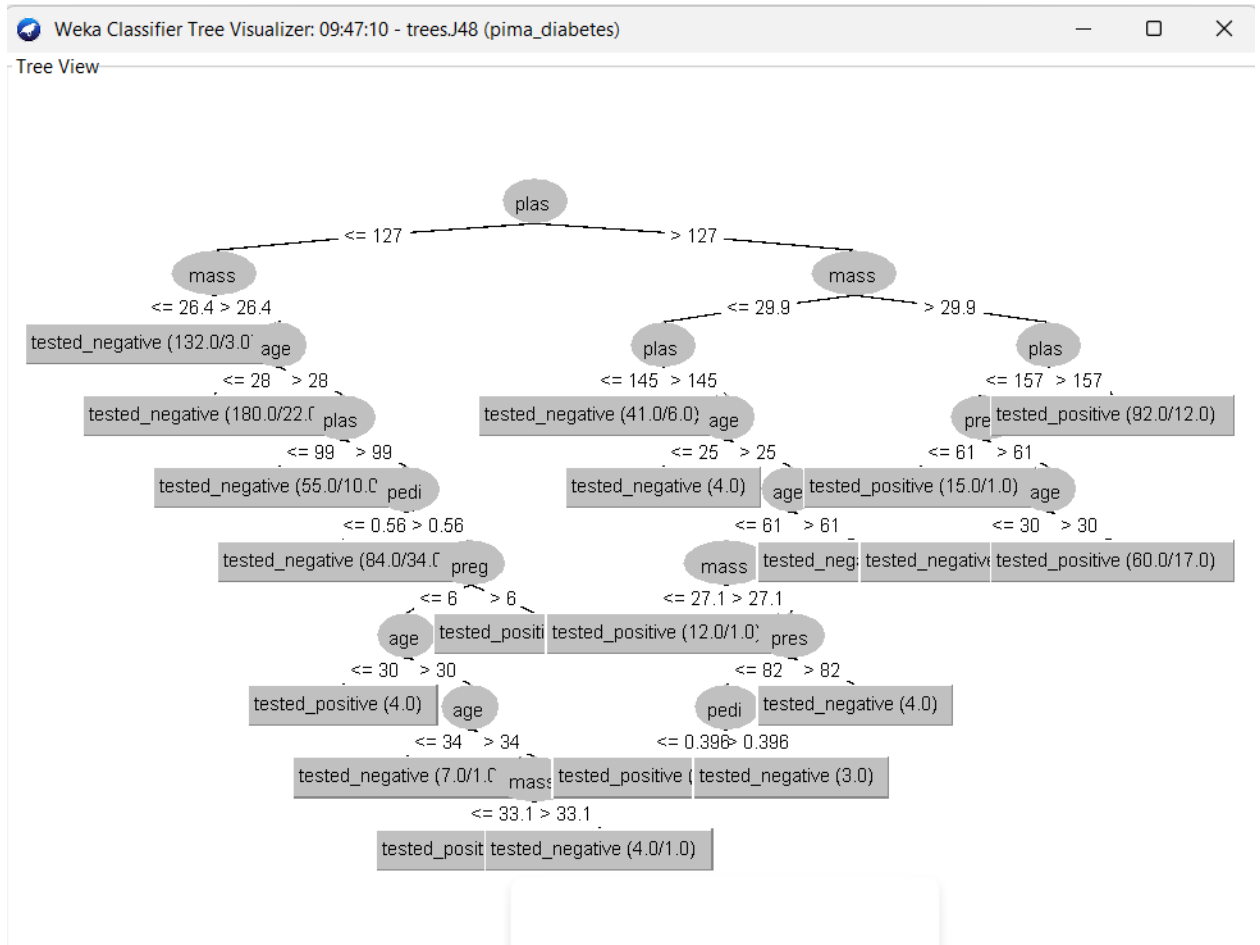 Weka Classifier Tree Visualizer: 09:47:10 - trees.J48 (pima_diabetes)
Tree View
plas
<= 127 > 127
mass mass
<= 26.4 > 26.4 <= 29.9 > 29.9
tested_negative (132.0/3.0) age plas plas
<= 28 > 28 <= 145 > 145 <= 157 > 157
tested_negative (180.0/22.0 plas tested_negative (41.0/6.0) age pre tested_positive (92.0/12.0)
<= 99 > 99 <= 25 > 25 <= 61 > 61
tested_negative (55.0/10.0 pedi tested_negative (4.0) age tested_positive (15.0/1.0) age
<= 0.56 > 0.56 <= 61 > 61 <= 30 > 30
tested_negative (84.0/34.0 preg mass tested_neg tested_negative tested_positive (60.0/17.0)
<= 6 > 6 <= 27.1 > 27.1
age tested_positi tested_positive (12.0/1.0) pres
<= 30 > 30 <= 82 > 82
tested_positive (4.0) age pedi tested_negative (4.0)
<= 34 > 34 <= 0.396 > 0.396
tested_negative (7.0/1.0 mass tested_positive ( tested_negative (3.0)
<= 33.1 > 33.1
tested_posit tested_negative (4.0/1.0)